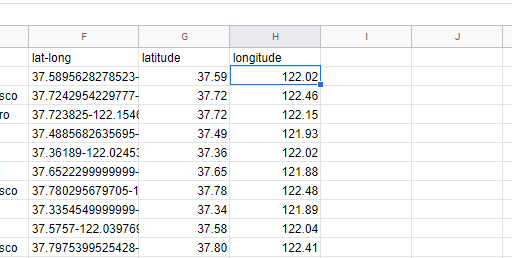 F G H I J
lat-long latitude longitude
37.5895628278523- 37.59 122.02
sco 37.7242954229777- 37.72 122.46
ro 37.723825-122.154 37.72 122.15
37.4885682635695- 37.49 121.93
37.36189-122.0245 37.36 122.02
37.6522299999999- 37.65 121.88
sco 37.780295679705-1 37.78 122.48
37.3354549999999- 37.34 121.89
37.5757-122.039769 37.58 122.04
sco 37.7975399525428- 37.80 122.41